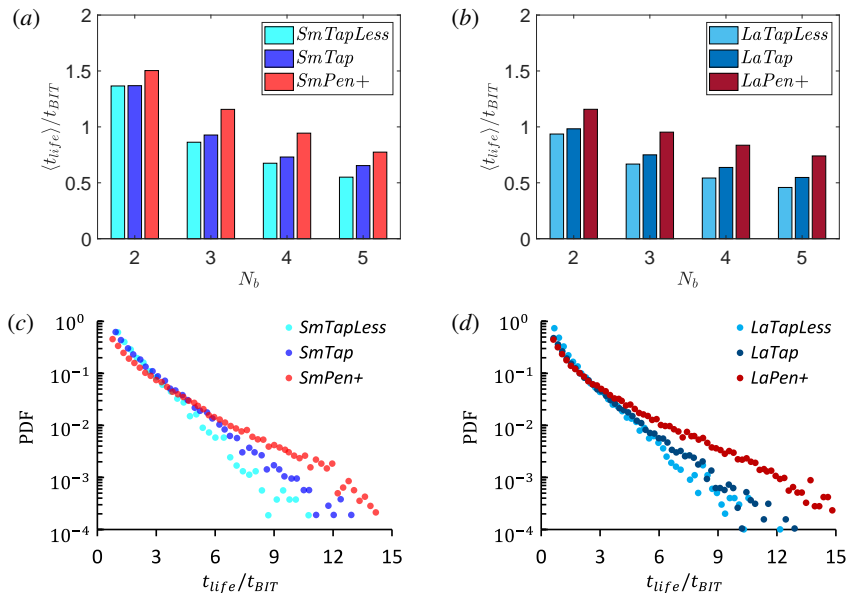 (a)
SmTapLess
SmTap
SmPen+
⟨t_life⟩/t_BIT
2
1.5
1
0.5
0
2 3 4 5
N_b
(b)
LaTapLess
LaTap
LaPen+
⟨t_life⟩/t_BIT
2
1.5
1
0.5
0
2 3 4 5
N_b
(c)
SmTapLess
SmTap
SmPen+
PDF
10^0
10^-1
10^-2
10^-3
10^-4
0 3 6 9 12 15
t_life/t_BIT
(d)
LaTapLess
LaTap
LaPen+
PDF
10^0
10^-1
10^-2
10^-3
10^-4
0 3 6 9 12 15
t_life/t_BIT